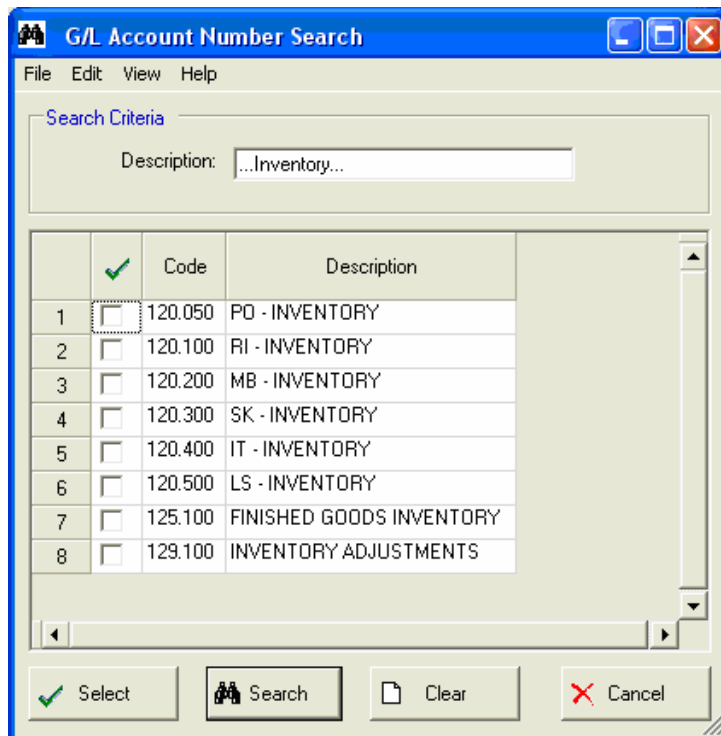 G/L Account Number Search
File Edit View Help
Search Criteria
Description: ...Inventory...
Code Description
1 120.050 PO - INVENTORY
2 120.100 RI - INVENTORY
3 120.200 MB - INVENTORY
4 120.300 SK - INVENTORY
5 120.400 IT - INVENTORY
6 120.500 LS - INVENTORY
7 125.100 FINISHED GOODS INVENTORY
8 129.100 INVENTORY ADJUSTMENTS
Select Search Clear Cancel